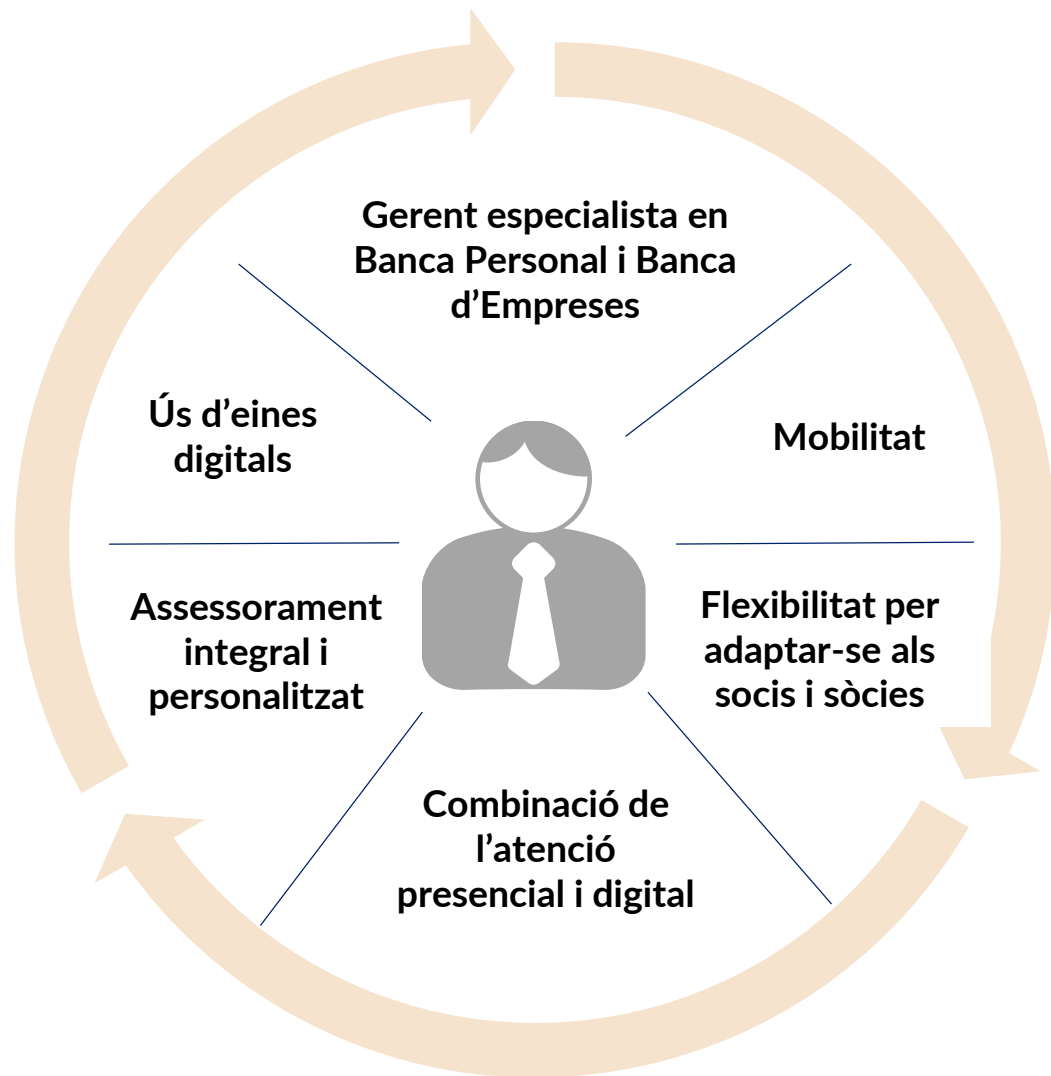 Gerent especialista en
Banca Personal i Banca
d’Empreses
Ús d’eines
digitals
Mobilitat
Assessorament
integral i
personalitzat
Flexibilitat per
adaptar-se als
socis i sòcies
Combinació de
l’atenció
presencial i digital